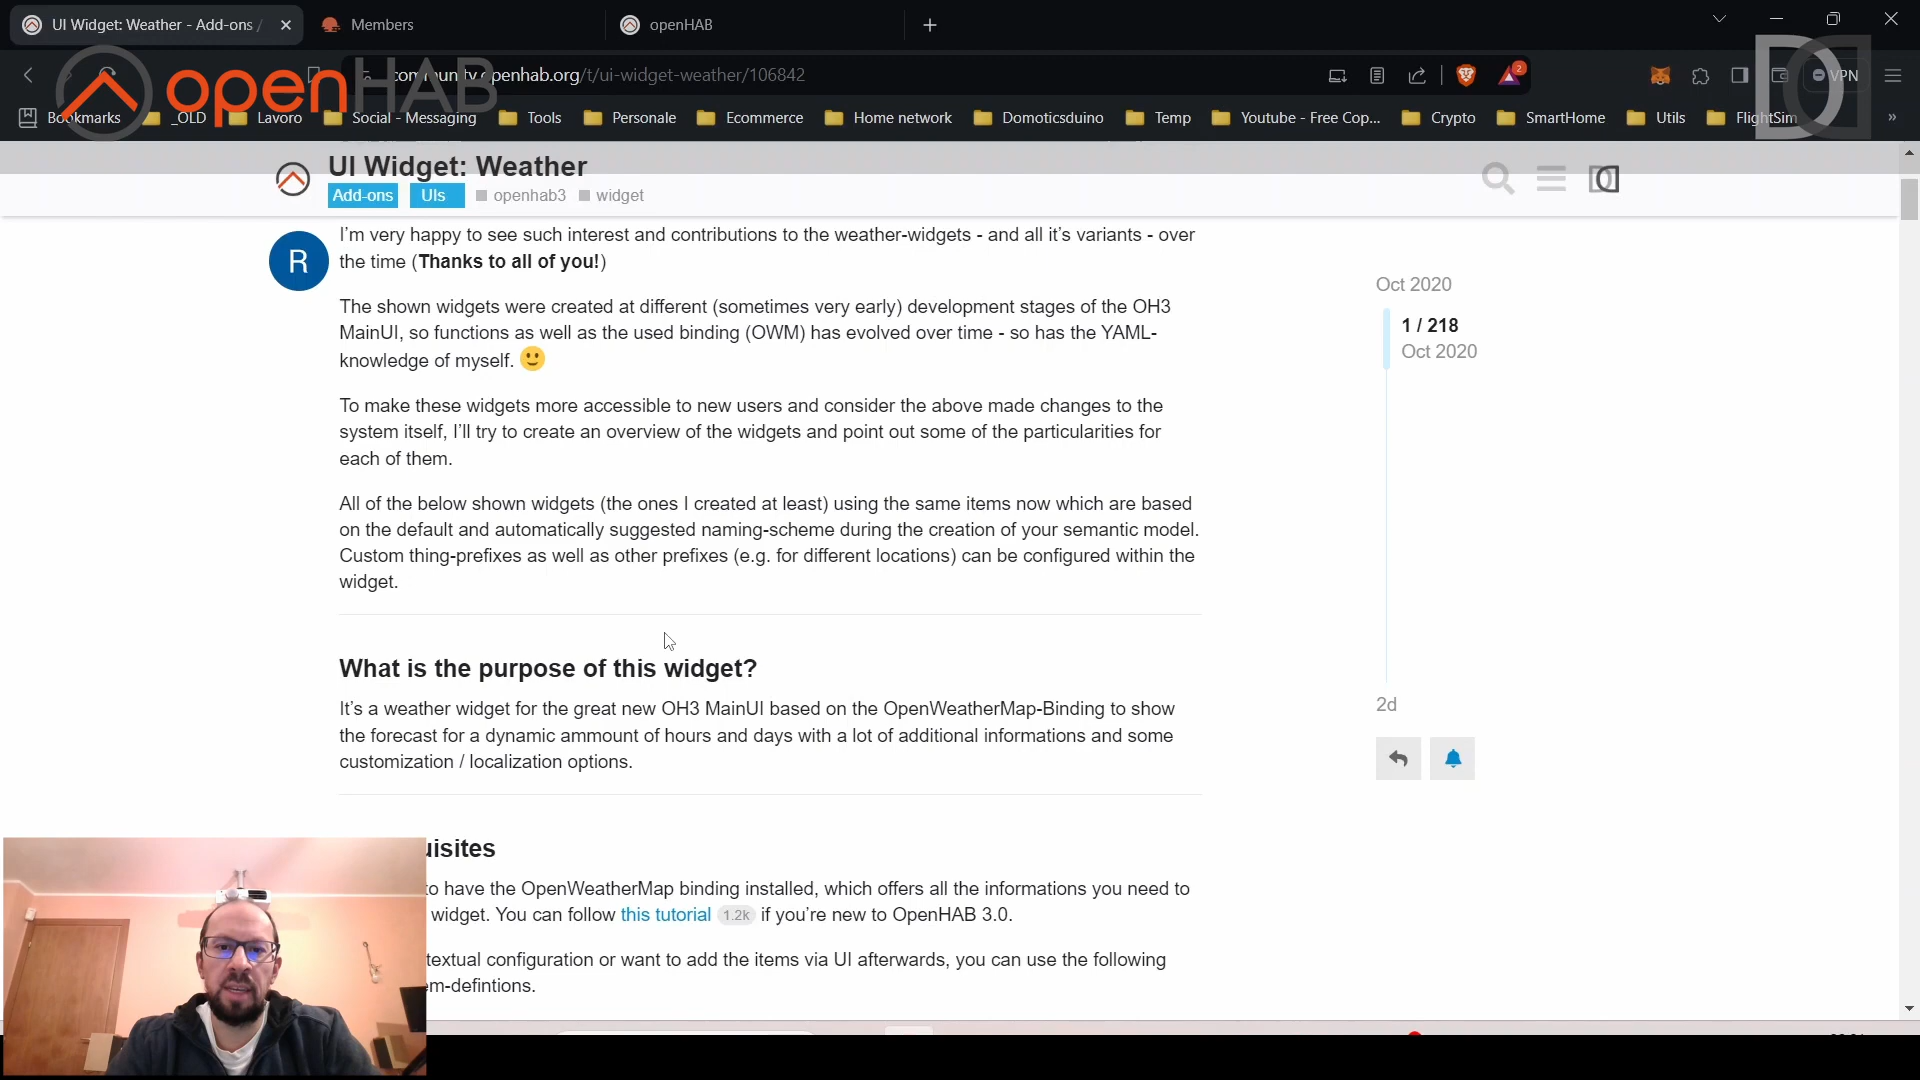 UI Widget: Weather - Add-ons /
Members
openHAB
openHAB
community.openhab.org/t/ui-widget-weather/106842
2
VPN
Bookmarks
_OLD
Lavoro
Social - Messaging
Tools
Personale
Ecommerce
Home network
Domoticsduino
Temp
Youtube - Free Cop...
Crypto
SmartHome
Utils
FlightSim
»
UI Widget: Weather
Add-ons
UIs
openhab3
widget
R
I'm very happy to see such interest and contributions to the weather-widgets - and all it's variants - over
the time (Thanks to all of you!)
The shown widgets were created at different (sometimes very early) development stages of the OH3
MainUI, so functions as well as the used binding (OWM) has evolved over time - so has the YAML-
knowledge of myself. 🙂
To make these widgets more accessible to new users and consider the above made changes to the
system itself, I'll try to create an overview of the widgets and point out some of the particularities for
each of them.
All of the below shown widgets (the ones I created at least) using the same items now which are based
on the default and automatically suggested naming-scheme during the creation of your semantic model.
Custom thing-prefixes as well as other prefixes (e.g. for different locations) can be configured within the
widget.
Oct 2020
1 / 218
Oct 2020
2d
What is the purpose of this widget?
It's a weather widget for the great new OH3 MainUI based on the OpenWeatherMap-Binding to show
the forecast for a dynamic ammount of hours and days with a lot of additional informations and some
customization / localization options.
uisites
to have the OpenWeatherMap binding installed, which offers all the informations you need to
widget. You can follow this tutorial 1.2k if you're new to OpenHAB 3.0.
textual configuration or want to add the items via UI afterwards, you can use the following
em-defintions.